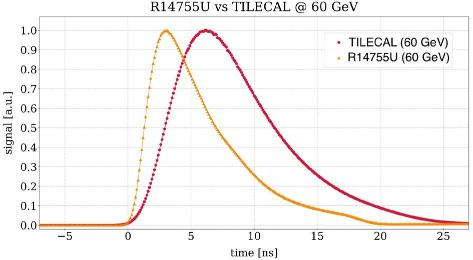 R14755U vs TILECAL @ 60 GeV
signal [a.u.]
1.0
0.9
0.8
0.7
0.6
0.5
0.4
0.3
0.2
0.1
0.0
TILECAL (60 GeV)
R14755U (60 GeV)
−5 0 5 10 15 20 25
time [ns]